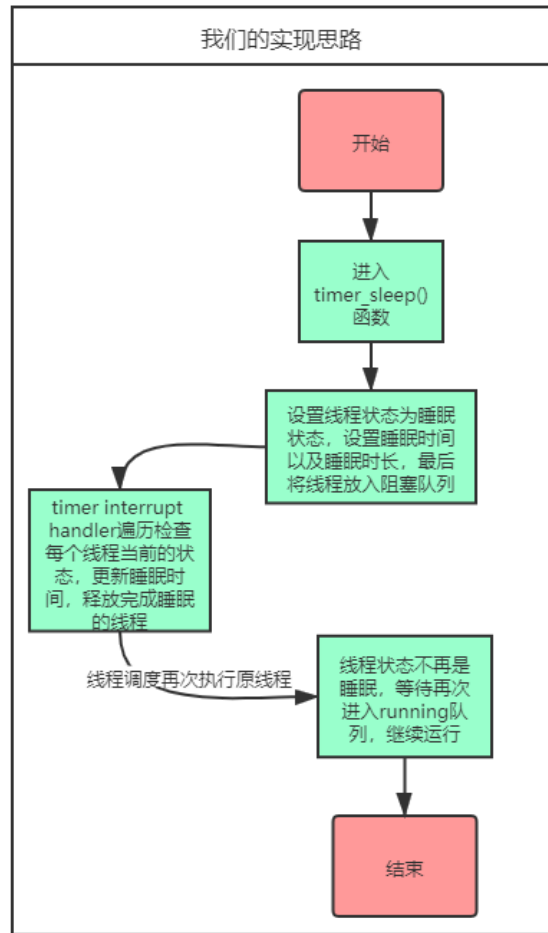 我们的实现思路
开始
进入
timer_sleep()
函数
设置线程状态为睡眠
状态，设置睡眠时间
以及睡眠时长，最后
将线程放入阻塞队列
timer interrupt
handler遍历检查
每个线程当前的状
态，更新睡眠时
间，释放完成睡眠
的线程
线程调度再次执行原线程
线程状态不再是
睡眠，等待再次
进入running队
列，继续运行
结束